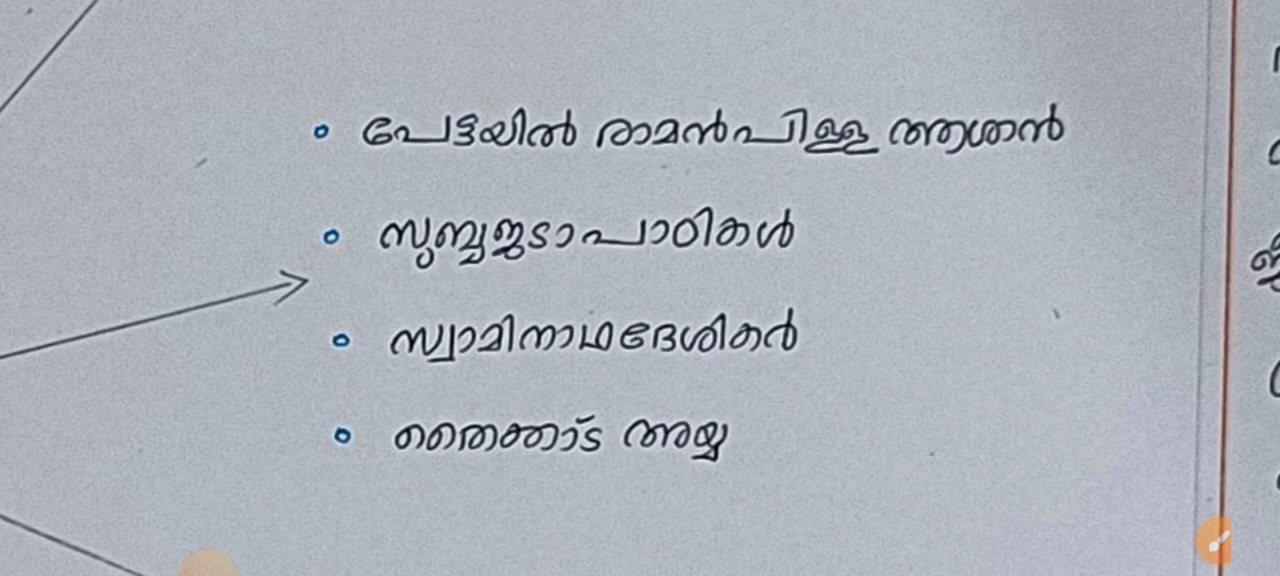 പേട്ടയിൽ രാമൻപിള്ള ആശാൻ
സുബ്ബജടാപാഠികൾ
സ്വാമിനാഥദേശികർ
തൈക്കാട് അയ്യ